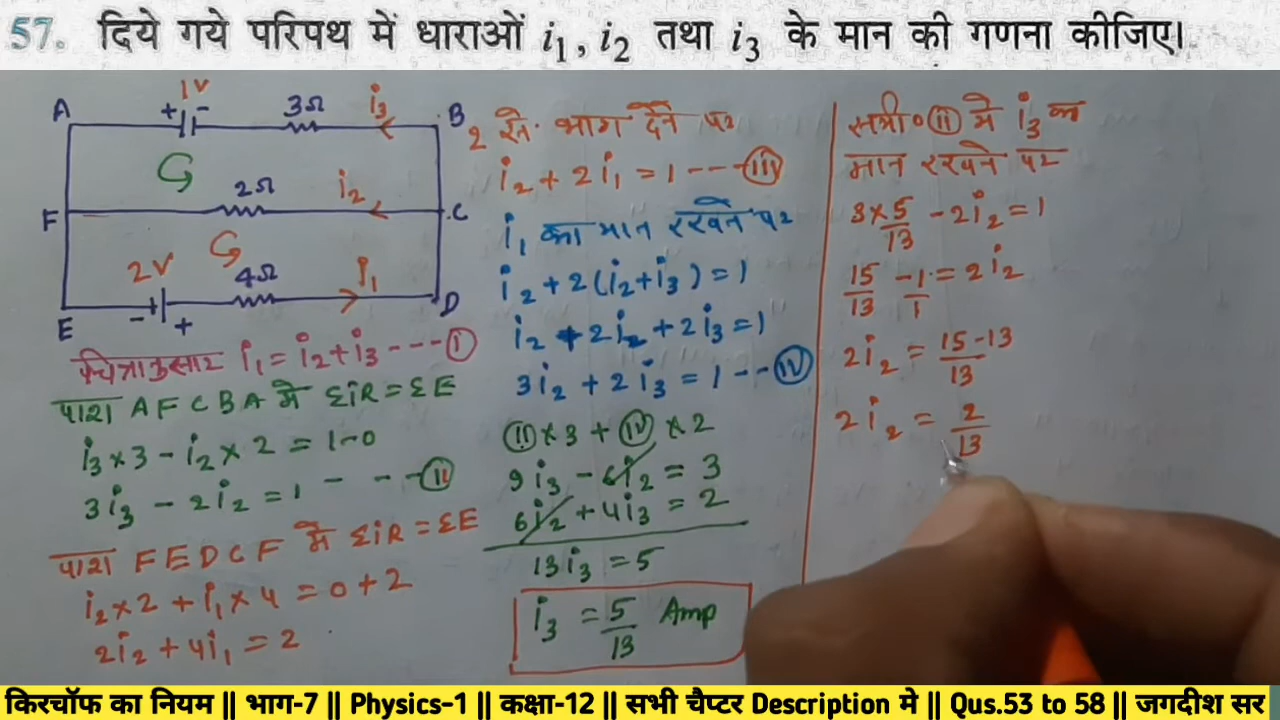 57. दिये गये परिपथ में धाराओं i₁, i₂ तथा i₃ के मान की गणना कीजिए।
A
+
1V
-
3Ω
i₃
B
F
2Ω
i₂
C
2V
4Ω
I₁
E
-
+
D
चित्रानुसार i₁ = i₂+i₃ --- Ⓘ
पाश AFCBA में ΣiR = ΣE
i₃×3 - i₂×2 = 1-0
3i₃ - 2i₂ = 1 - - - Ⓘⓘ
पाश FEDCF में ΣiR = ΣE
i₂×2 + i₁×4 = 0+2
2i₂ + 4i₁ = 2
2 से भाग देने पर
i₂ + 2i₁ = 1 --- (III)
i₁ का मान रखने पर
i₂ + 2(i₂+i₃) = 1
i₂ + 2i₂ + 2i₃ = 1
3i₂ + 2i₃ = 1 -- (IV)
(II)×3 + (IV)×2
9i₃ - 6i₂ = 3
6i₂ + 4i₃ = 2
13i₃ = 5
i₃ = 5/13 Amp
समी० (II) मे i₃ का
मान रखने पर
3×5/13 - 2i₂ = 1
15/13 - 1/1 = 2i₂
2i₂ = 15-13/13
2i₂ = 2/13
किरचॉफ का नियम || भाग-7 || Physics-1 || कक्षा-12 || सभी चैप्टर Description मे || Qus.53 to 58 || जगदीश सर